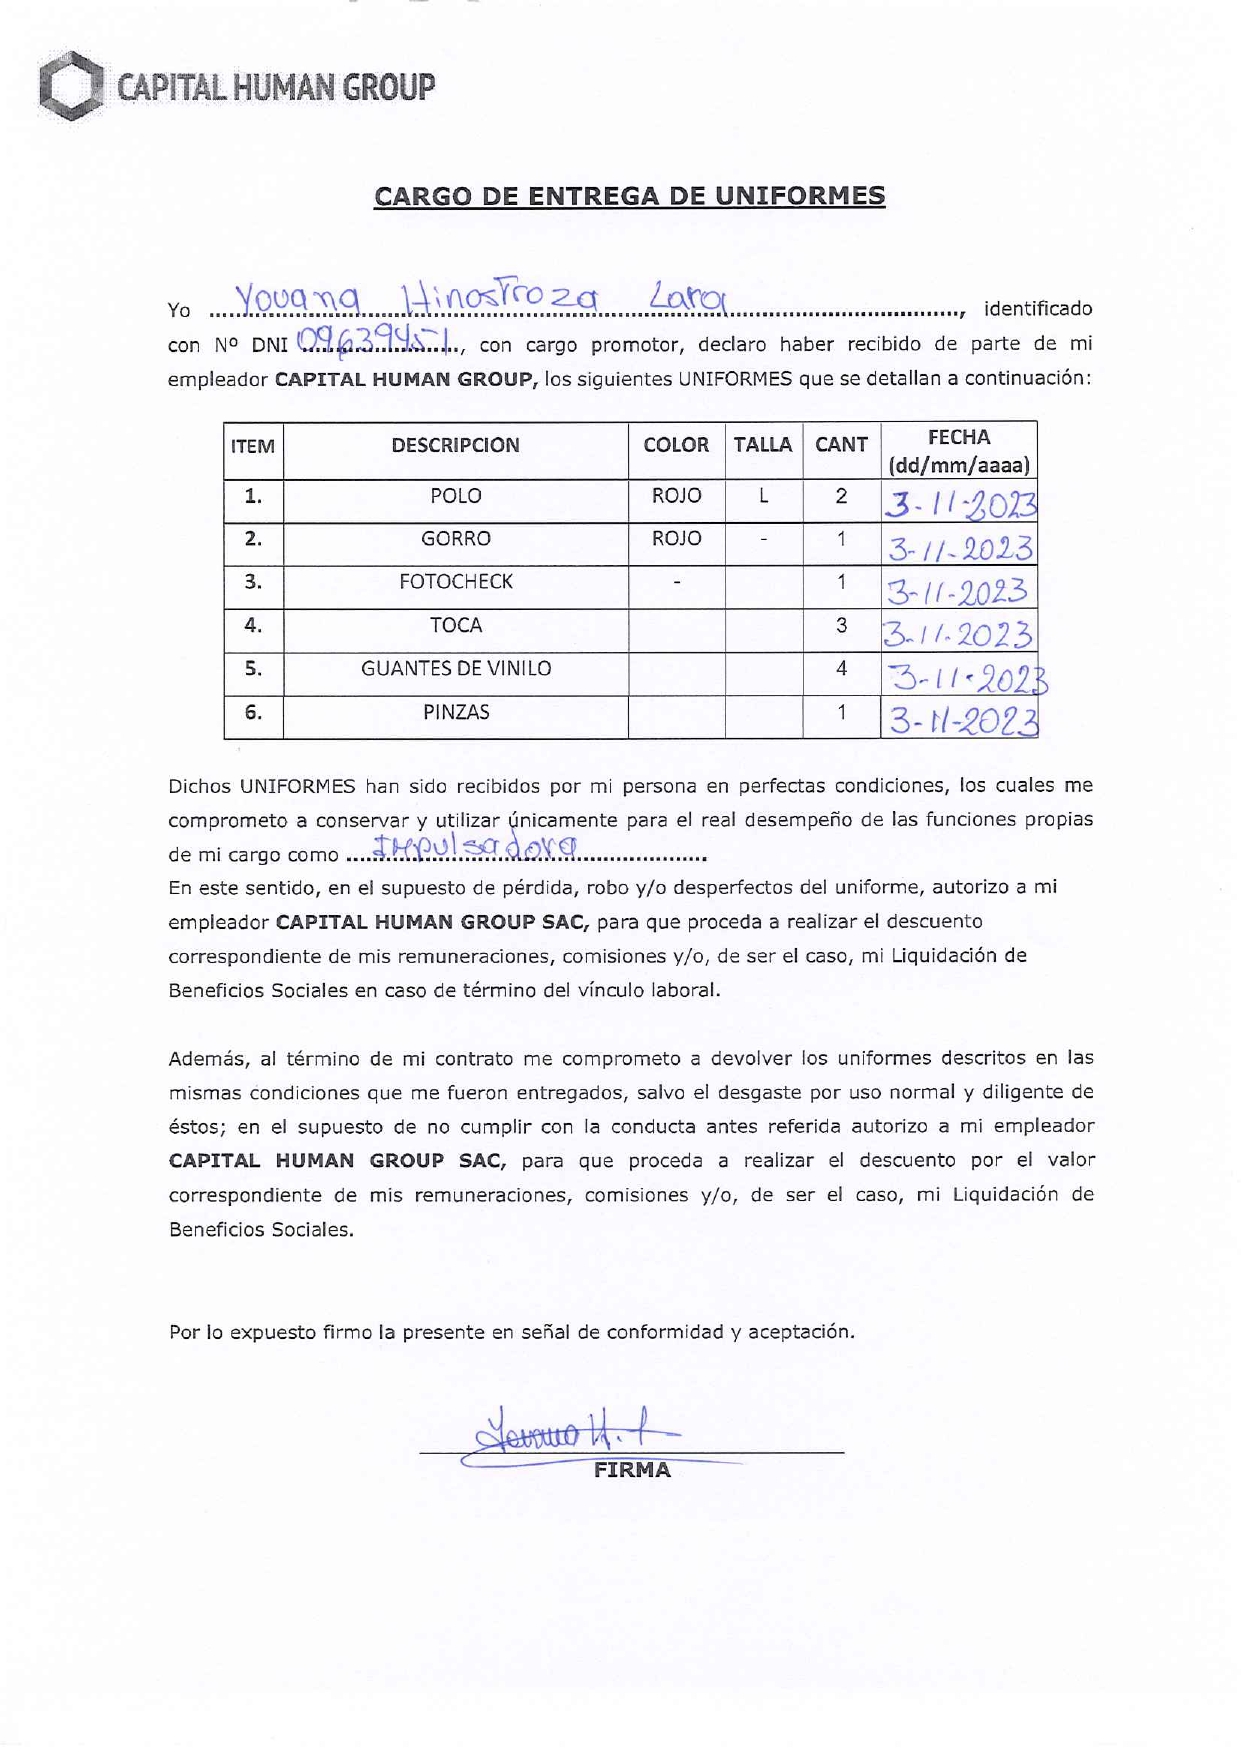 CAPITAL HUMAN GROUP
CARGO DE ENTREGA DE UNIFORMES
Yo Yovana Hinostroza Lara, identificado
con Nº DNI 09639451, con cargo promotor, declaro haber recibido de parte de mi
empleador CAPITAL HUMAN GROUP, los siguientes UNIFORMES que se detallan a continuación:
ITEM DESCRIPCION COLOR TALLA CANT FECHA (dd/mm/aaaa)
1. POLO ROJO L 2 3-11-2023
2. GORRO ROJO - 1 3-11-2023
3. FOTOCHECK - 1 3-11-2023
4. TOCA 3 3-11-2023
5. GUANTES DE VINILO 4 3-11-2023
6. PINZAS 1 3-11-2023
Dichos UNIFORMES han sido recibidos por mi persona en perfectas condiciones, los cuales me
comprometo a conservar y utilizar únicamente para el real desempeño de las funciones propias
de mi cargo como Impulsadora
En este sentido, en el supuesto de pérdida, robo y/o desperfectos del uniforme, autorizo a mi
empleador CAPITAL HUMAN GROUP SAC, para que proceda a realizar el descuento
correspondiente de mis remuneraciones, comisiones y/o, de ser el caso, mi Liquidación de
Beneficios Sociales en caso de término del vínculo laboral.
Además, al término de mi contrato me comprometo a devolver los uniformes descritos en las
mismas condiciones que me fueron entregados, salvo el desgaste por uso normal y diligente de
éstos; en el supuesto de no cumplir con la conducta antes referida autorizo a mi empleador
CAPITAL HUMAN GROUP SAC, para que proceda a realizar el descuento por el valor
correspondiente de mis remuneraciones, comisiones y/o, de ser el caso, mi Liquidación de
Beneficios Sociales.
Por lo expuesto firmo la presente en señal de conformidad y aceptación.
FIRMA